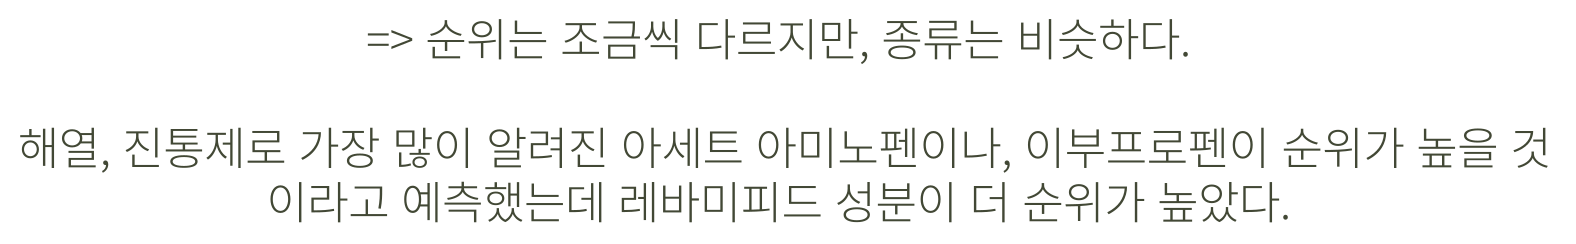 => 순위는 조금씩 다르지만, 종류는 비슷하다.
해열, 진통제로 가장 많이 알려진 아세트 아미노펜이나, 이부프로펜이 순위가 높을 것
이라고 예측했는데 레바미피드 성분이 더 순위가 높았다.